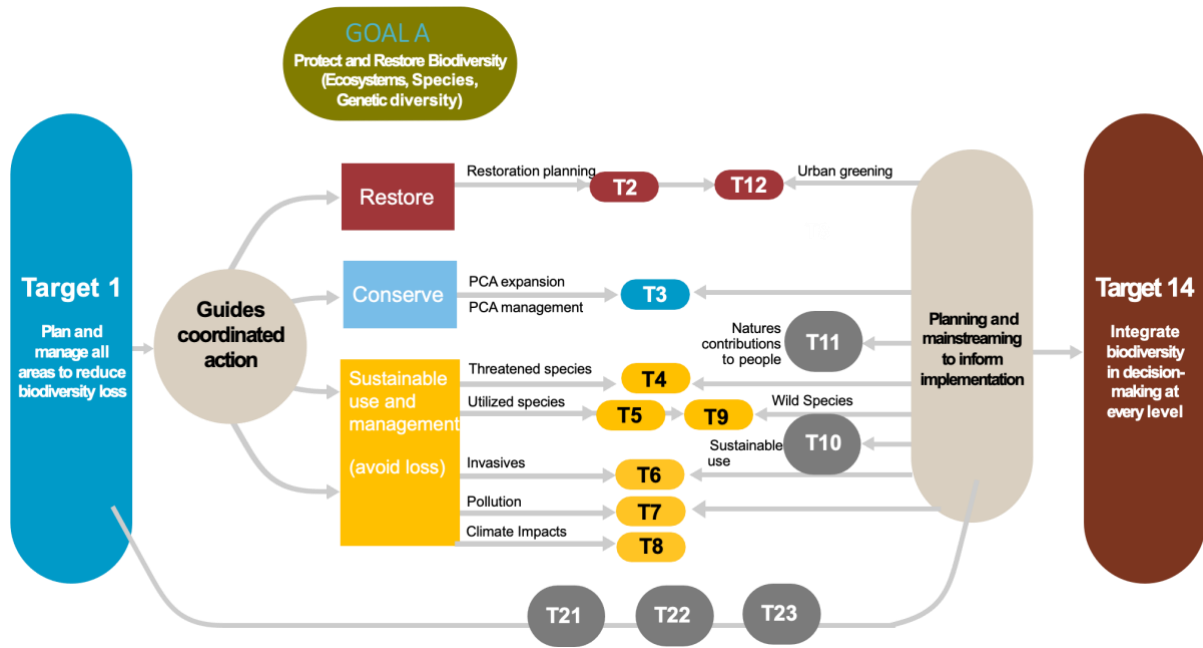 GOAL A
Protect and Restore Biodiversity
(Ecosystems, Species,
Genetic diversity)
Target 1
Plan and
manage all
areas to reduce
biodiversity loss
Guides
coordinated
action
Restore
Restoration planning
T2
T12
Urban greening
Conserve
PCA expansion
PCA management
T3
Natures
contributions
to people
T11
Sustainable
use and
management
(avoid loss)
Threatened species
T4
Utilized species
T5
T9
Wild Species
Sustainable
use
T10
Invasives
T6
Pollution
T7
Climate Impacts
T8
Planning and
mainstreaming
to inform
implementation
Target 14
Integrate
biodiversity
in decision-
making at
every level
T21
T22
T23